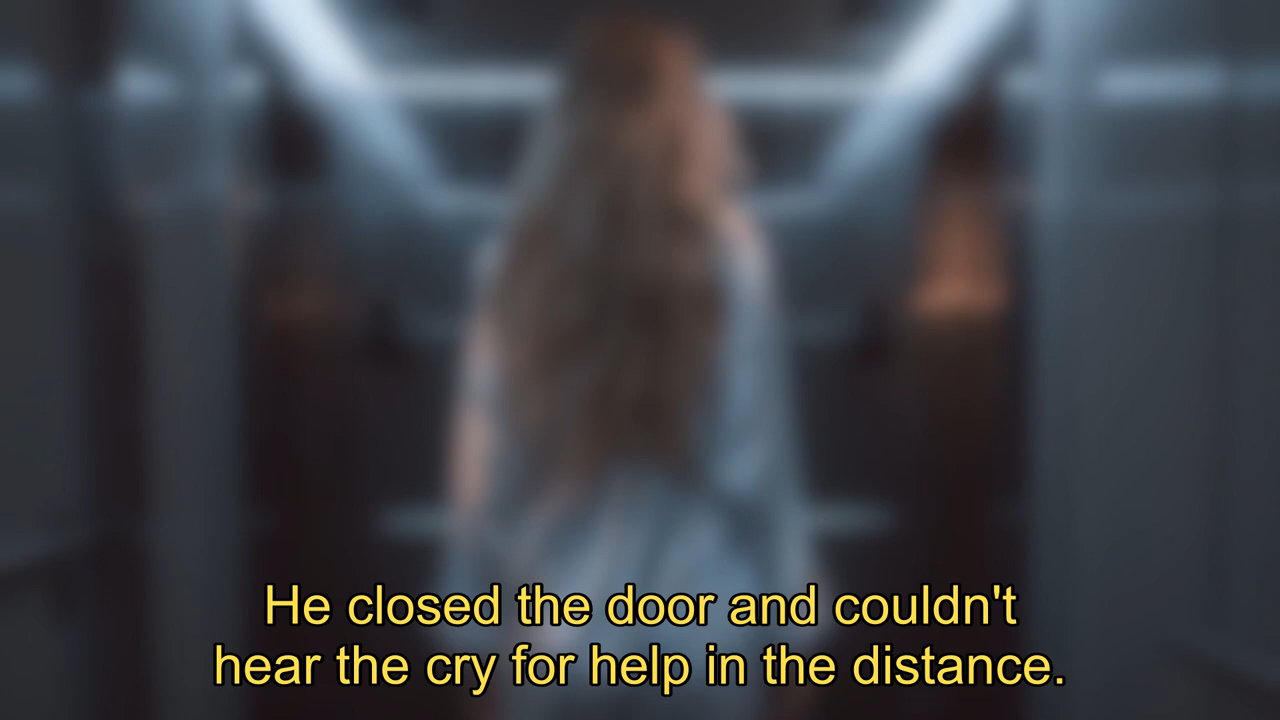 He closed the door and couldn't
hear the cry for help in the distance.